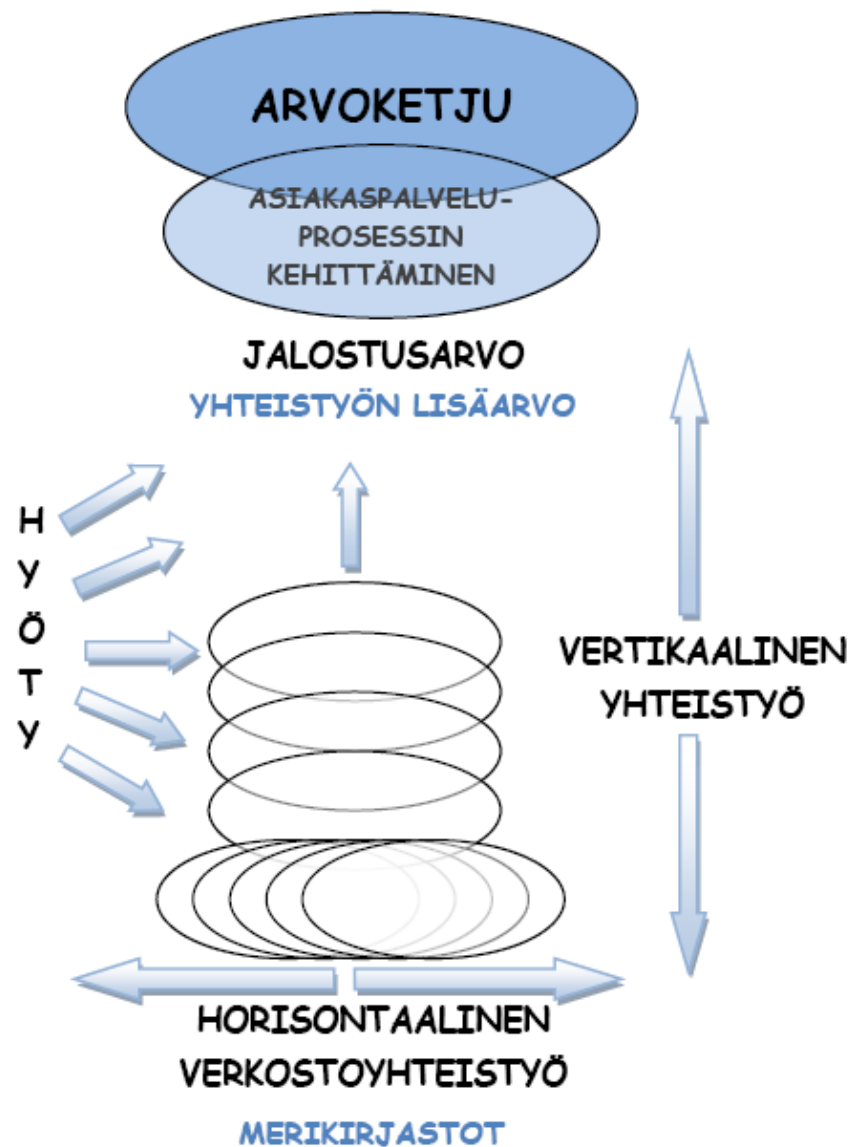 ARVOKETJU
ASIAKASPALVELU-
PROSESSIN
KEHITTÄMINEN
JALOSTUSARVO
YHTEISTYÖN LISÄARVO
H
Y
Ö
T
Y
VERTIKAALINEN
YHTEISTYÖ
HORISONTAALINEN
VERKOSTOYHTEISTYÖ
MERIKIRJASTOT